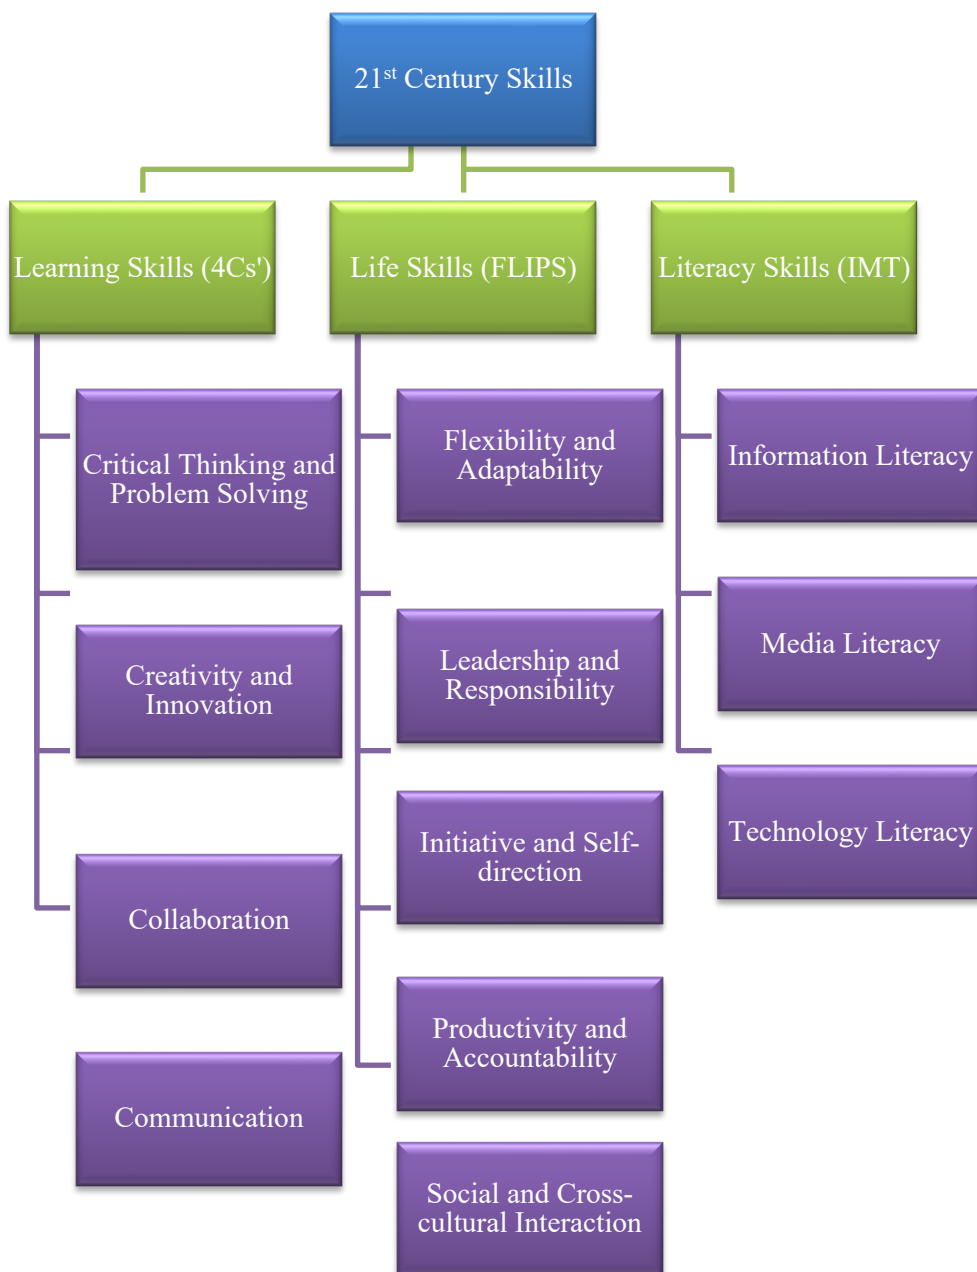 21st Century Skills
Learning Skills (4Cs')
Critical Thinking and
Problem Solving
Creativity and
Innovation
Collaboration
Communication
Life Skills (FLIPS)
Flexibility and
Adaptability
Leadership and
Responsibility
Initiative and Self-
direction
Productivity and
Accountability
Social and Cross-
cultural Interaction
Literacy Skills (IMT)
Information Literacy
Media Literacy
Technology Literacy